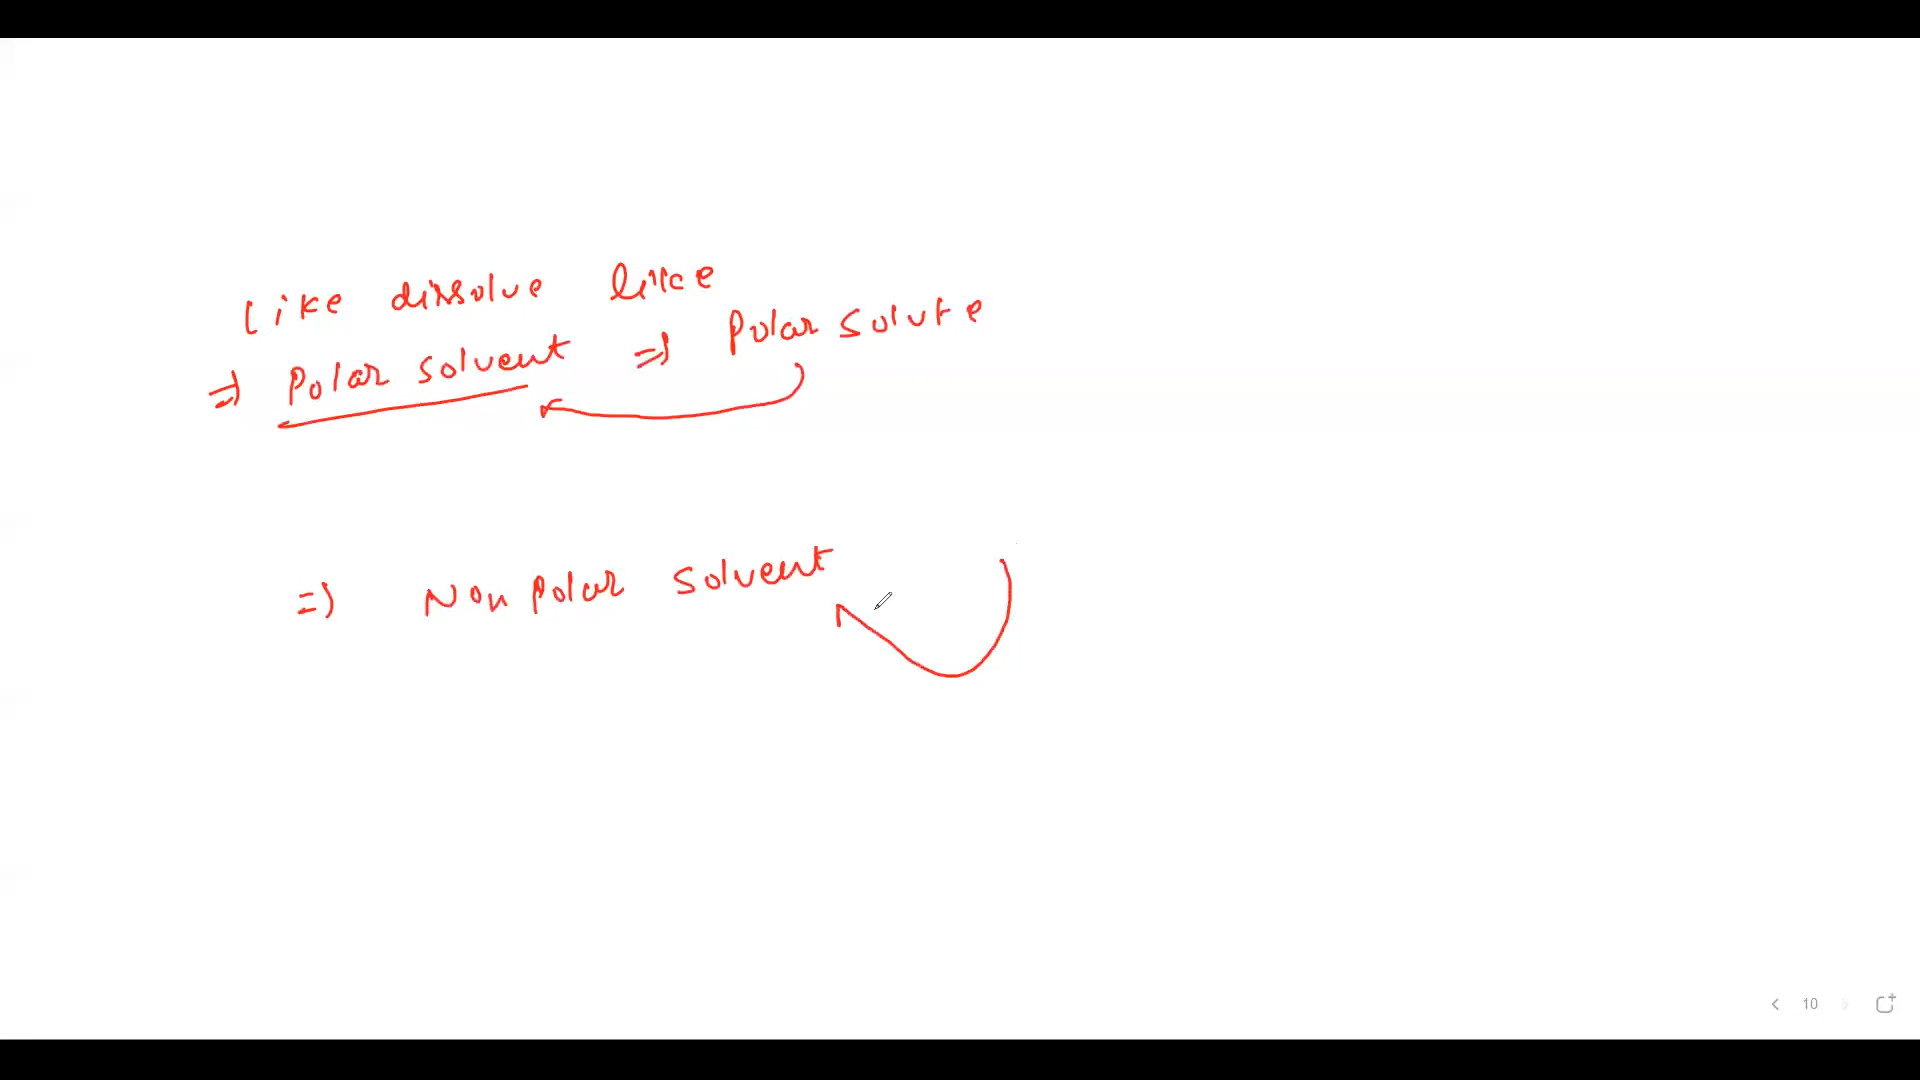 Like dissolve like
=> Polar solvent => Polar solute
=> Non polar solvent
10